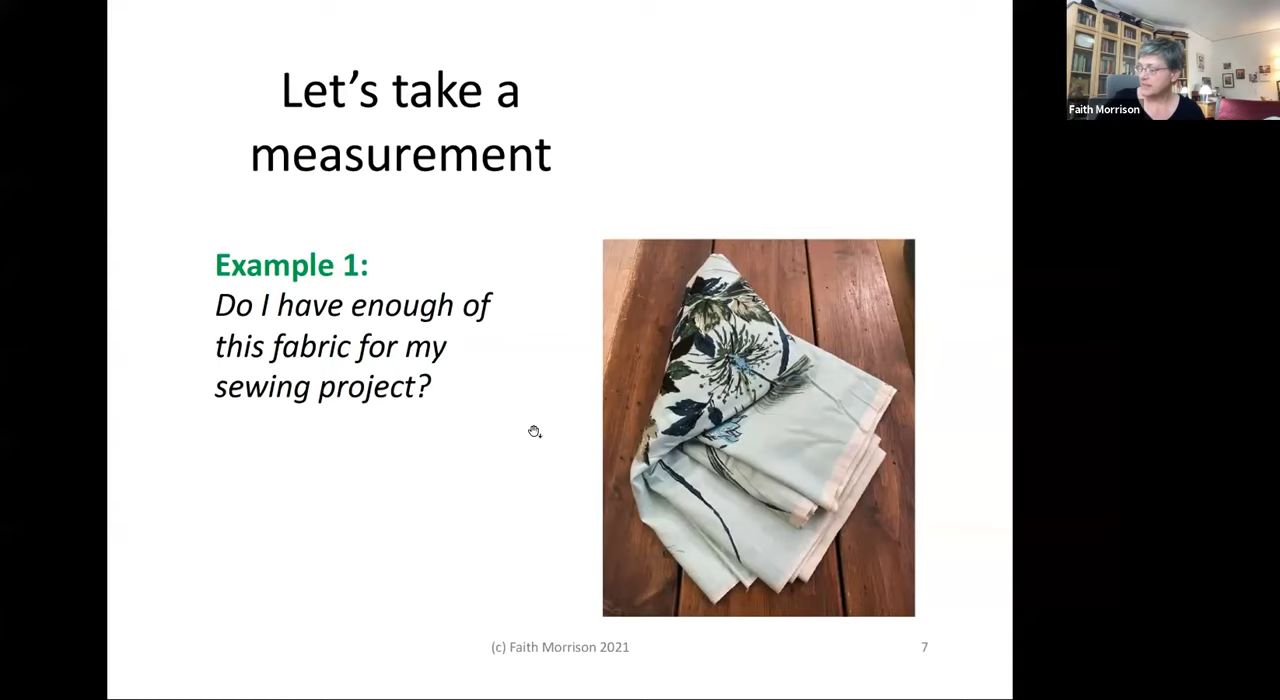 Let's take a
measurement
Example 1:
Do I have enough of
this fabric for my
sewing project?
(c) Faith Morrison 2021
7
Faith Morrison